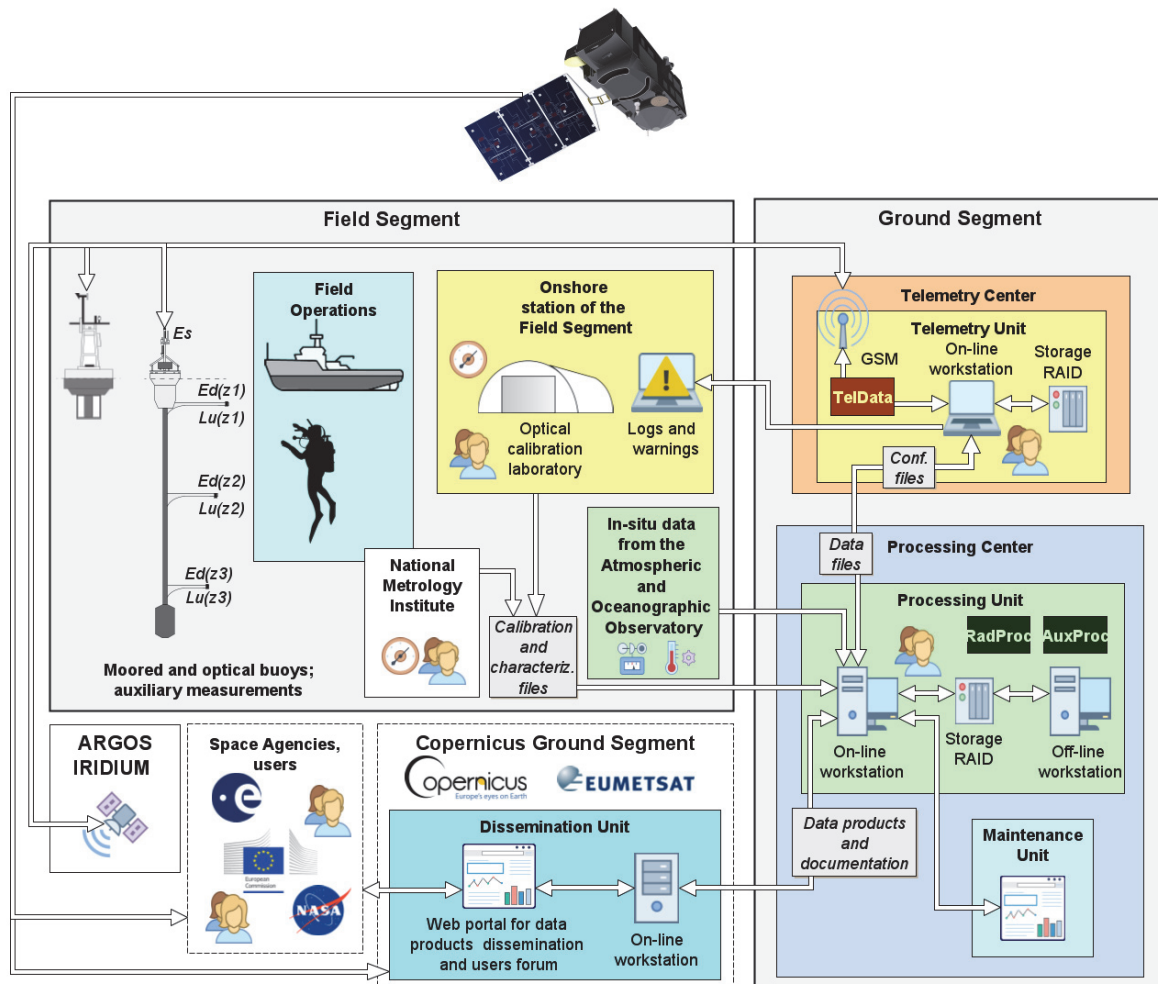 Field Segment
Es
Ed(z1)
Lu(z1)
Ed(z2)
Lu(z2)
Ed(z3)
Lu(z3)
Moored and optical buoys;
auxiliary measurements
Field
Operations
Onshore
station of the
Field Segment
Optical
calibration
laboratory
Logs and
warnings
National
Metrology
Institute
Calibration
and
characteriz.
files
In-situ data
from the
Atmospheric
and
Oceanographic
Observatory
Ground Segment
Telemetry Center
Telemetry Unit
GSM
TelData
On-line
workstation
Storage
RAID
Conf.
files
Data
files
Processing Center
Processing Unit
RadProc
AuxProc
On-line
workstation
Storage
RAID
Off-line
workstation
Data products
and
documentation
Maintenance
Unit
ARGOS
IRIDIUM
Space Agencies,
users
esa
European
Commission
NASA
Copernicus Ground Segment
Copernicus
Europe's eyes on Earth
EUMETSAT
Dissemination Unit
Web portal for data
products dissemination
and users forum
On-line
workstation